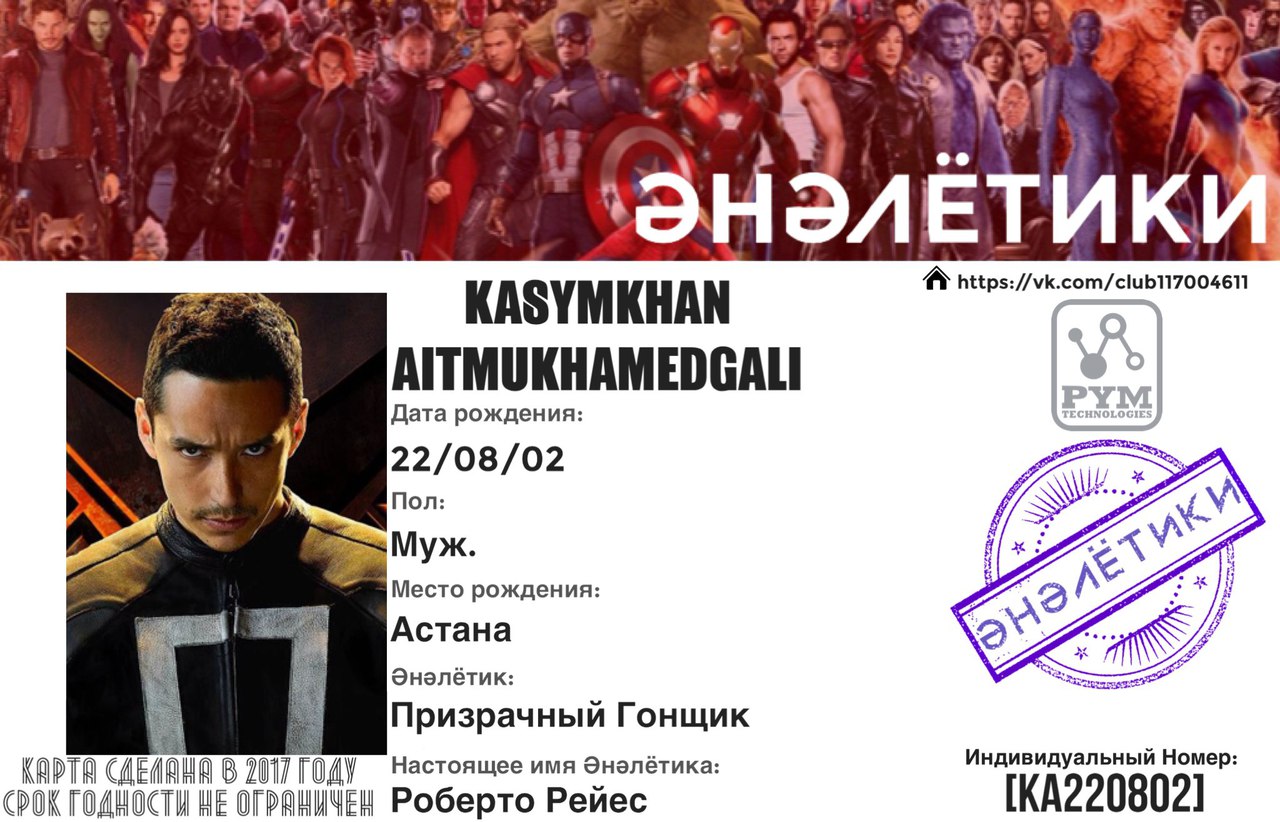 ӘНӘЛЁТИКИ
https://vk.com/club117004611
KASYMKHAN
AITMUKHAMEDGALI
Дата рождения:
22/08/02
Пол:
Муж.
Место рождения:
Астана
Әнәлётик:
Призрачный Гонщик
Настоящее имя Әнәлётика:
Роберто Рейес
PYM
TECHNOLOGIES
ӘНӘЛЁТИКИ
КАРТА СДЕЛАНА В 2017 ГОДУ
СРОК ГОДНОСТИ НЕ ОГРАНИЧЕН
Индивидуальный Номер:
[KA220802]